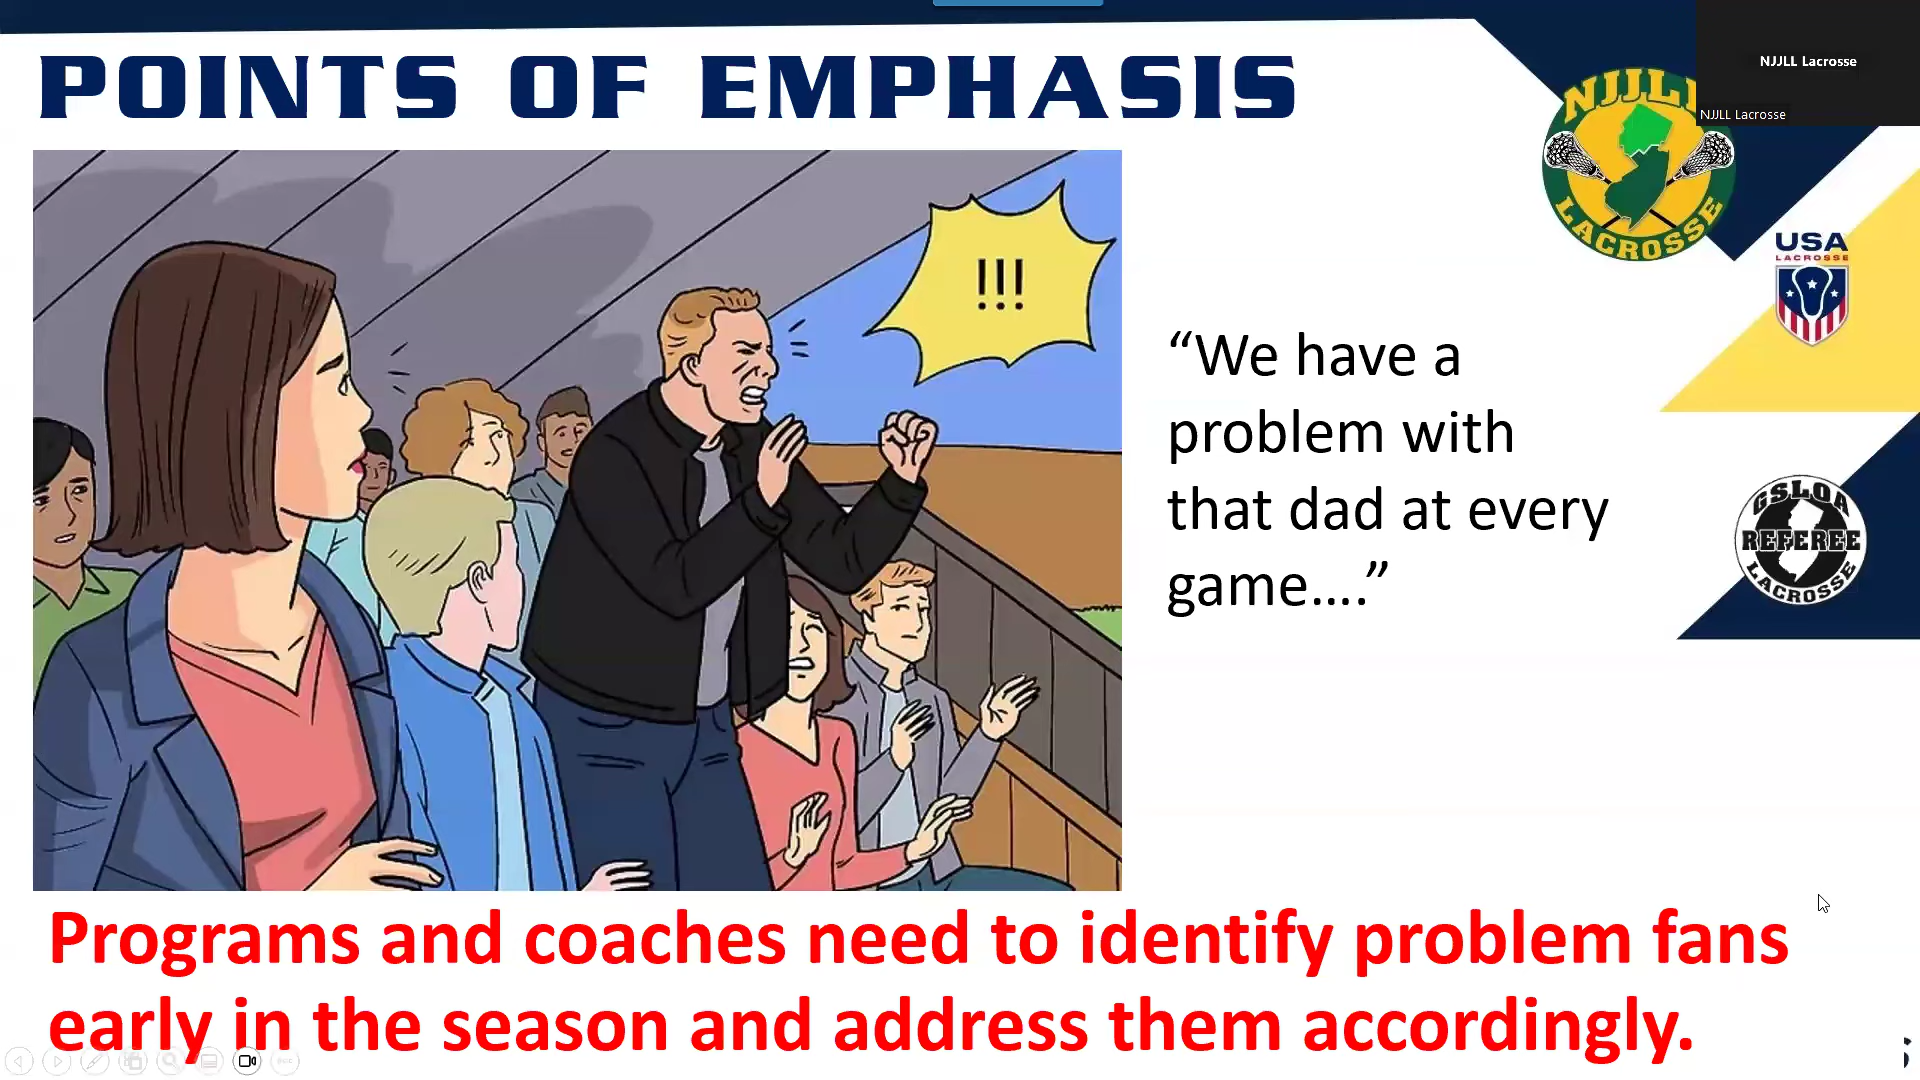 POINTS OF EMPHASIS
NJJLL Lacrosse
NJJLL Lacrosse
NJJLL
LACROSSE
USA
LACROSSE
!!!
“We have a
problem with
that dad at every
game....”
GSLOA
REFEREE
LACROSSE
Programs and coaches need to identify problem fans
early in the season and address them accordingly.